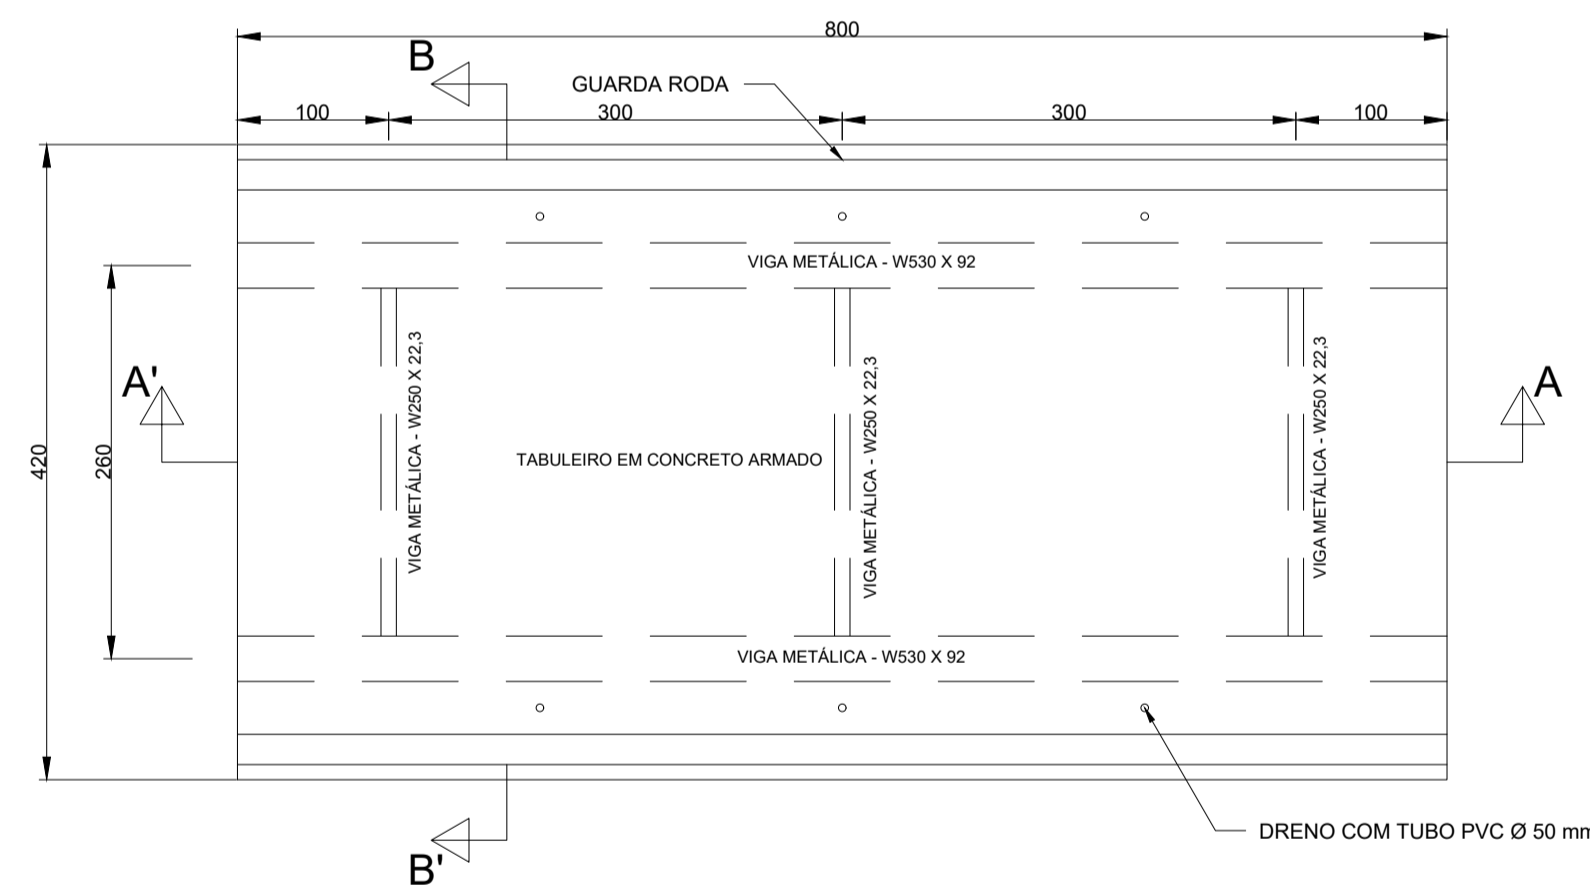 800
B
GUARDA RODA
100
300
300
100
VIGA METÁLICA - W530 X 92
A'
A
420
260
VIGA METÁLICA - W250 X 22,3
TABULEIRO EM CONCRETO ARMADO
VIGA METÁLICA - W250 X 22,3
VIGA METÁLICA - W250 X 22,3
VIGA METÁLICA - W530 X 92
DRENO COM TUBO PVC Ø 50 mm
B'